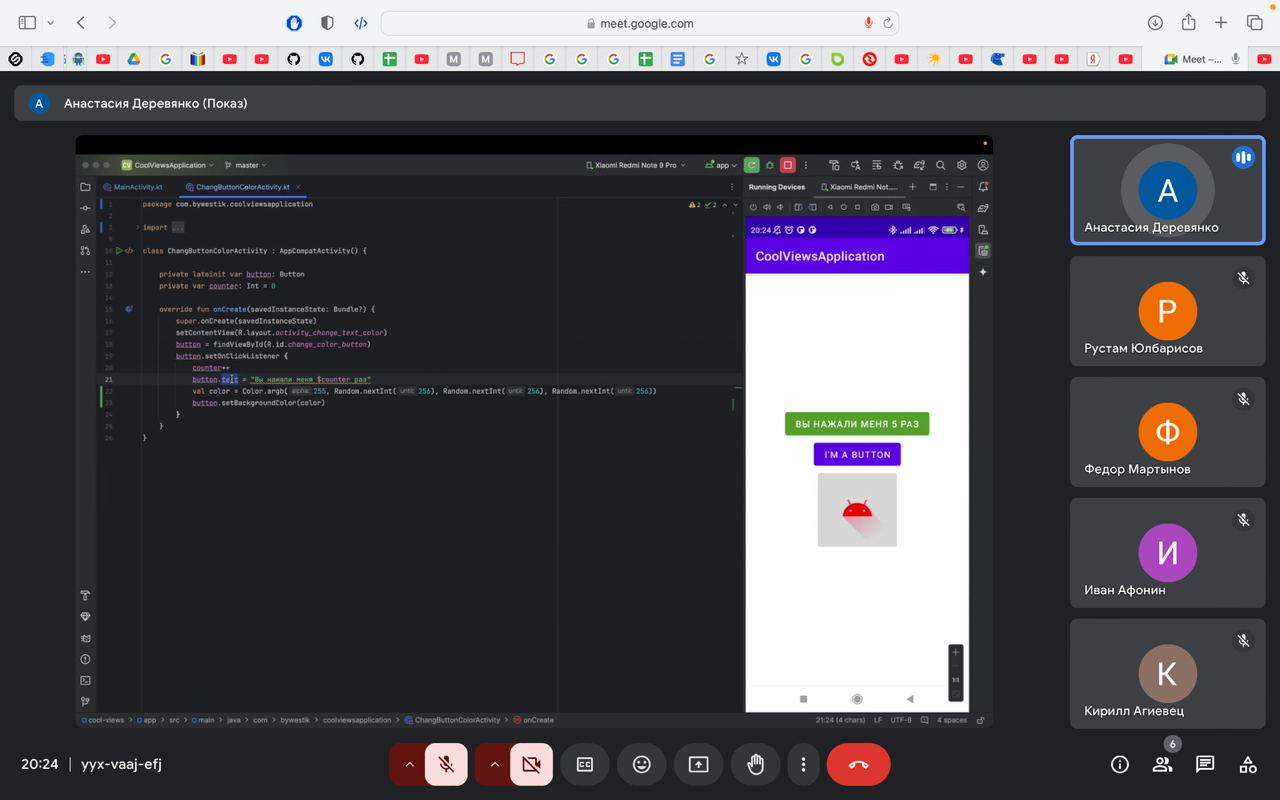 meet.google.com
Meet –...
Анастасия Деревянко (Показ)
CV CoolViewsApplication
master
Xiaomi Redmi Note 9 Pro
app
MainActivity.kt
ChangButtonColorActivity.kt
Running Devices
Xiaomi Redmi Not...
1 package com.bywestik.coolviewsapplication
2
3 import ...
9
10 class ChangButtonColorActivity : AppCompatActivity() {
11
12 private lateinit var button: Button
13 private var counter: Int = 0
14
15 override fun onCreate(savedInstanceState: Bundle?) {
16 super.onCreate(savedInstanceState)
17 setContentView(R.layout.activity_change_text_color)
18 button = findViewById(R.id.change_color_button)
19 button.setOnClickListener {
20 counter++
21 button.text = "Вы нажали меня $counter раз"
22 val color = Color.argb( alpha: 255, Random.nextInt( until: 256), Random.nextInt( until: 256), Random.nextInt( until: 256))
23 button.setBackgroundColor(color)
24 }
25 }
26 }
2 2
20:24
CoolViewsApplication
ВЫ НАЖАЛИ МЕНЯ 5 РАЗ
I'M A BUTTON
1:1
cool-views > app > src > main > java > com > bywestik > coolviewsapplication > ChangButtonColorActivity > onCreate
21:24 (4 chars) LF UTF-8 4 spaces
А
Анастасия Деревянко
Р
Рустам Юлбарисов
Ф
Федор Мартынов
И
Иван Афонин
К
Кирилл Агиевец
20:24 | yyx-vaaj-efj
CC
6